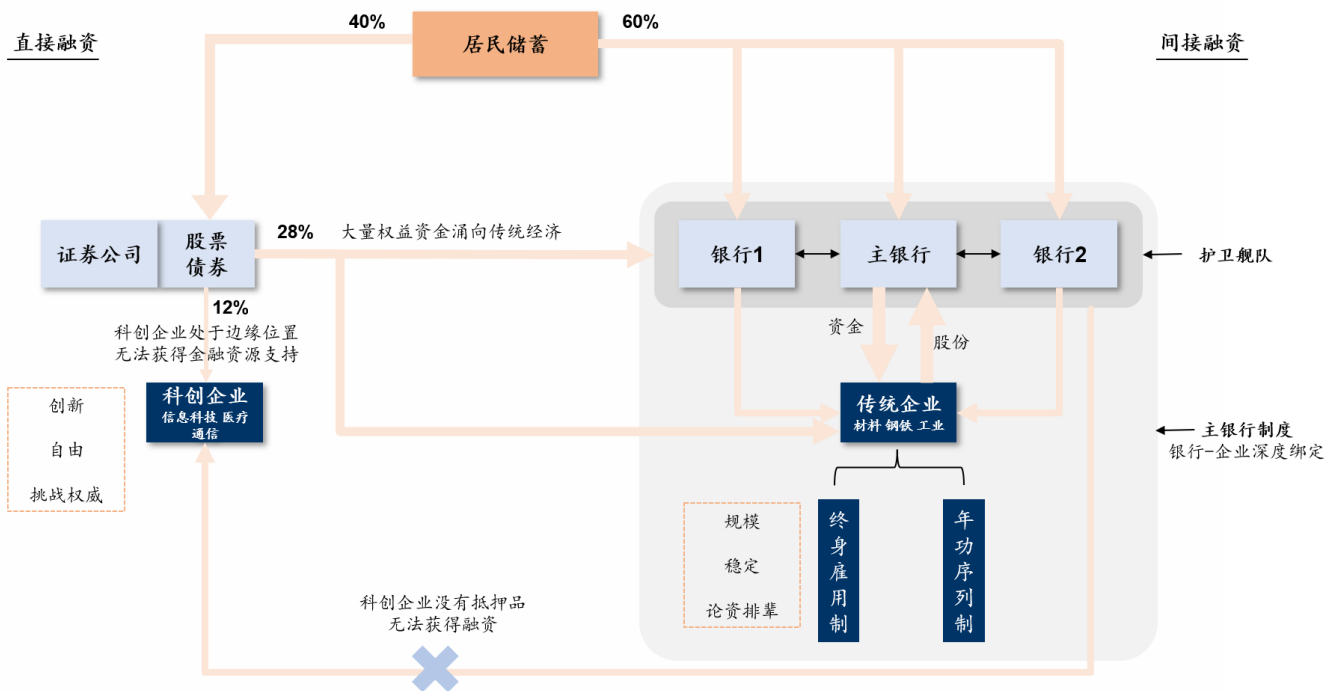 40%
居民储蓄
60%
直接融资
间接融资
证券公司
股票
债券
28%
大量权益资金涌向传统经济
银行1
主银行
银行2
护卫舰队
12%
科创企业处于边缘位置
无法获得金融资源支持
资金
股份
科创企业
信息科技 医疗
通信
传统企业
材料 钢铁 工业
创新
自由
挑战权威
主银行制度
银行-企业深度绑定
规模
稳定
论资排辈
终身雇用制
年功序列制
科创企业没有抵押品
无法获得融资